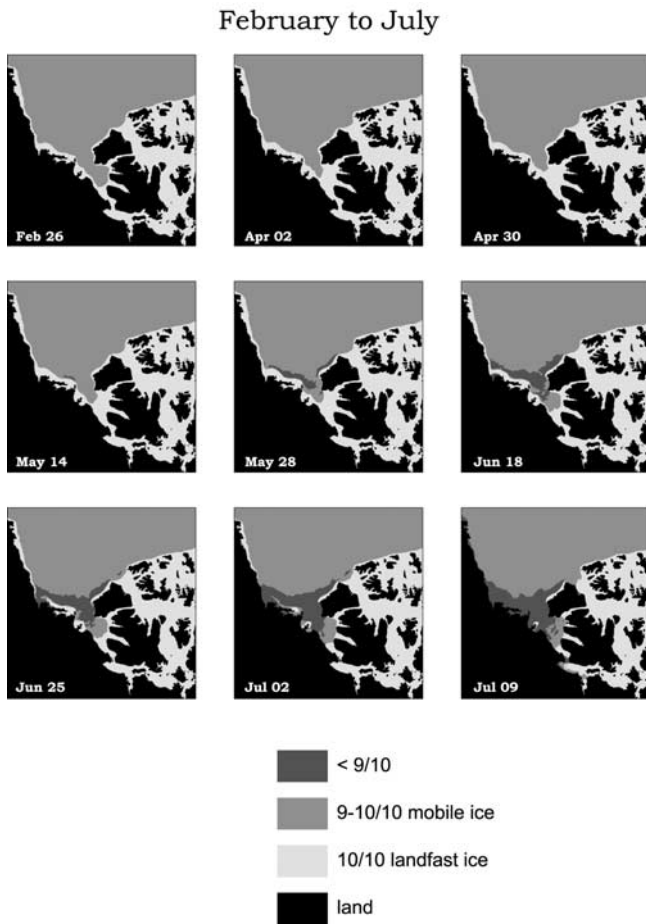 February to July
Feb 26
Apr 02
Apr 30
May 14
May 28
Jun 18
Jun 25
Jul 02
Jul 09
< 9/10
9-10/10 mobile ice
10/10 landfast ice
land